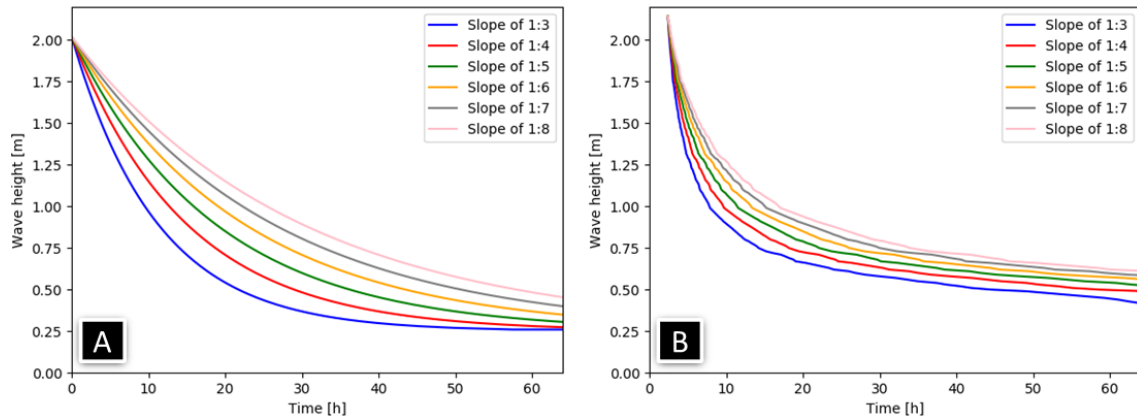 2.00
1.75
1.50
1.25
1.00
0.75
0.50
0.25
0.00
Wave height [m]
0 10 20 30 40 50 60
Time [h]
Slope of 1:3
Slope of 1:4
Slope of 1:5
Slope of 1:6
Slope of 1:7
Slope of 1:8
A
2.00
1.75
1.50
1.25
1.00
0.75
0.50
0.25
0.00
Wave height [m]
0 10 20 30 40 50 60
Time [h]
Slope of 1:3
Slope of 1:4
Slope of 1:5
Slope of 1:6
Slope of 1:7
Slope of 1:8
B